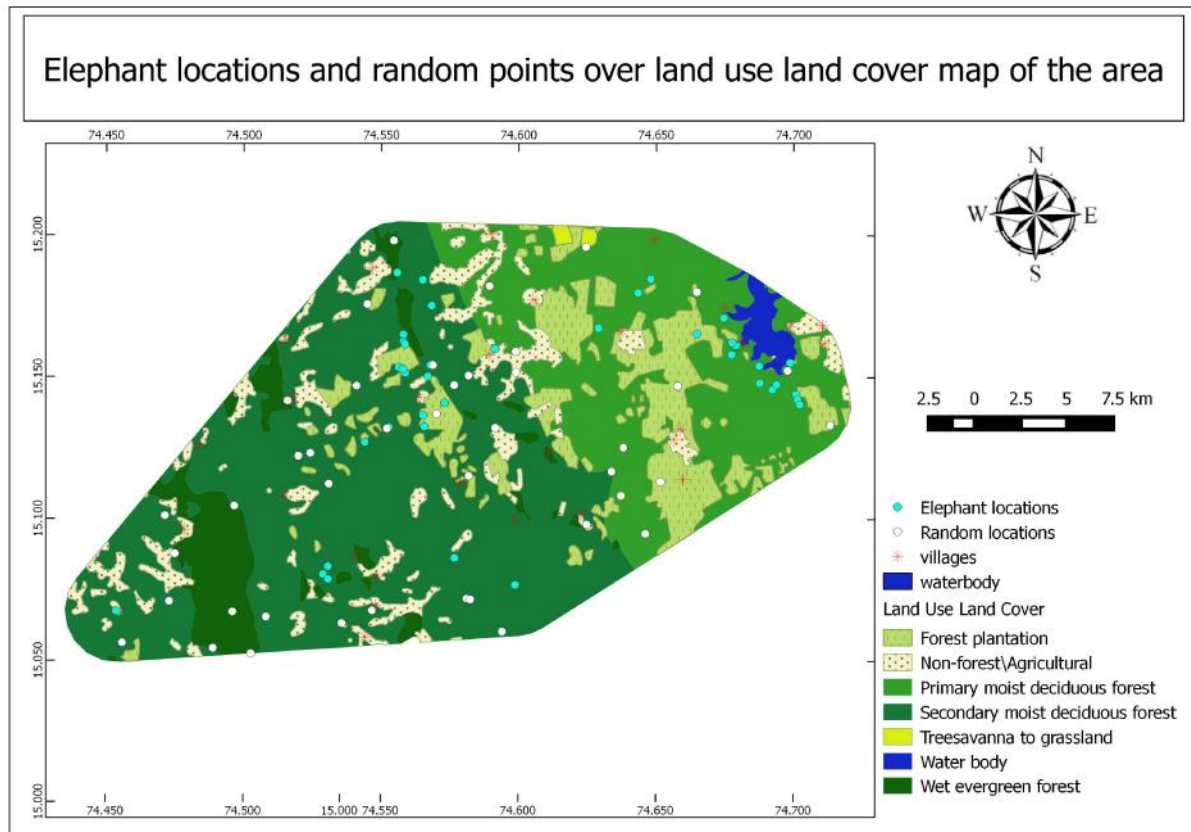 Elephant locations and random points over land use land cover map of the area
74.450 74.500 74.550 74.600 74.650 74.700
15.200
15.150
15.100
15.050
15.000
74.450 74.500 15.000 74.550 74.600 74.650 74.700
N
W E
S
2.5 0 2.5 5 7.5 km
Elephant locations
Random locations
villages
waterbody
Land Use Land Cover
Forest plantation
Non-forest\Agricultural
Primary moist deciduous forest
Secondary moist deciduous forest
Treesavanna to grassland
Water body
Wet evergreen forest